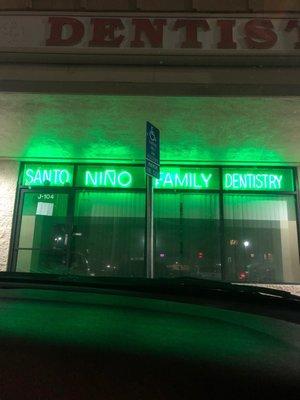 DENTIST
SANTO NIÑO FAMILY DENTISTRY
J-104